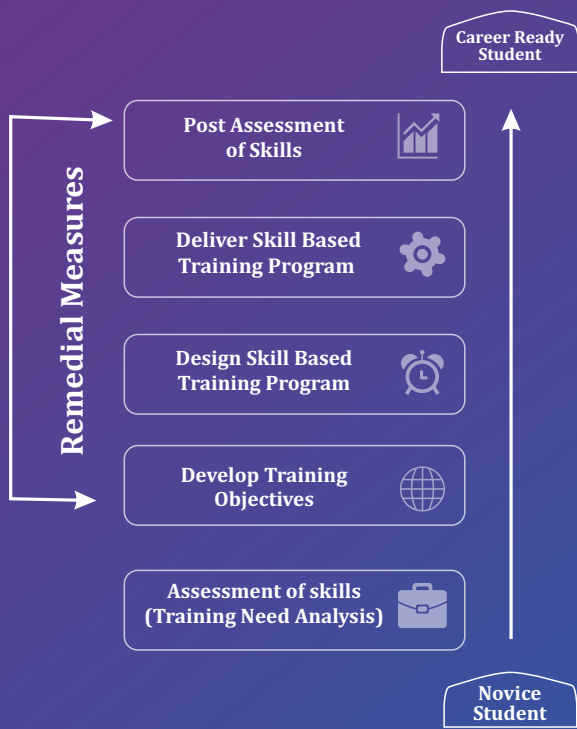 Career Ready
Student
Post Assessment
of Skills
Deliver Skill Based
Training Program
Remedial Measures
Design Skill Based
Training Program
Develop Training
Objectives
Assessment of skills
(Training Need Analysis)
Novice
Student